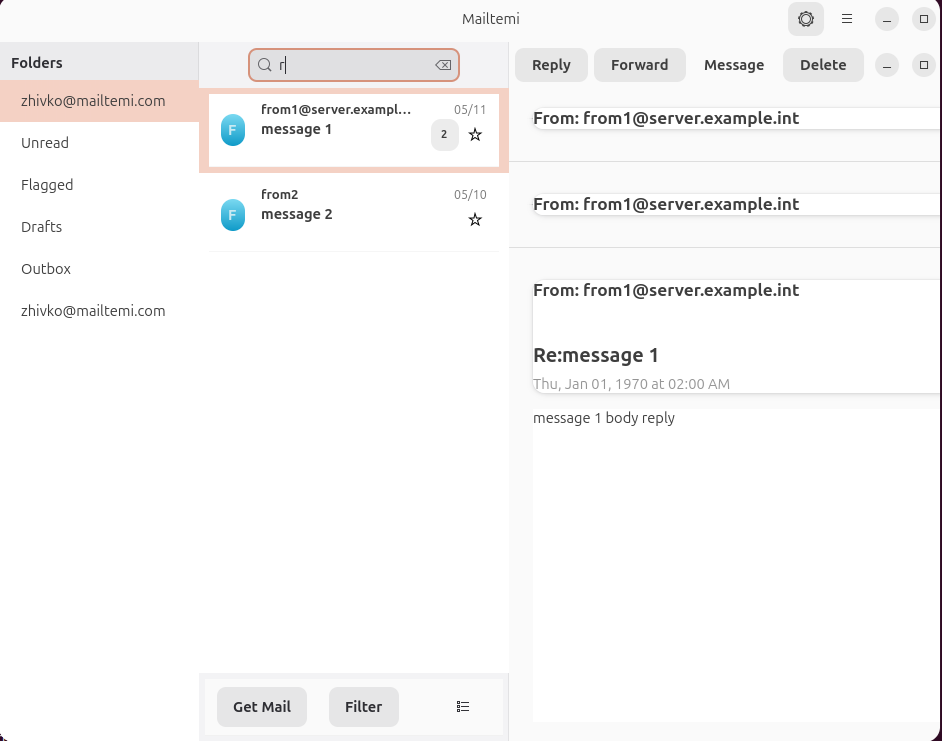 Mailtemi
Folders
zhivko@mailtemi.com
Unread
Flagged
Drafts
Outbox
zhivko@mailtemi.com
r
from1@server.exampl... 05/11
F
message 1
2
from2 05/10
F
message 2
Get Mail Filter
Reply Forward Message Delete
From: from1@server.example.int
From: from1@server.example.int
From: from1@server.example.int
Re:message 1
Thu, Jan 01, 1970 at 02:00 AM
message 1 body reply